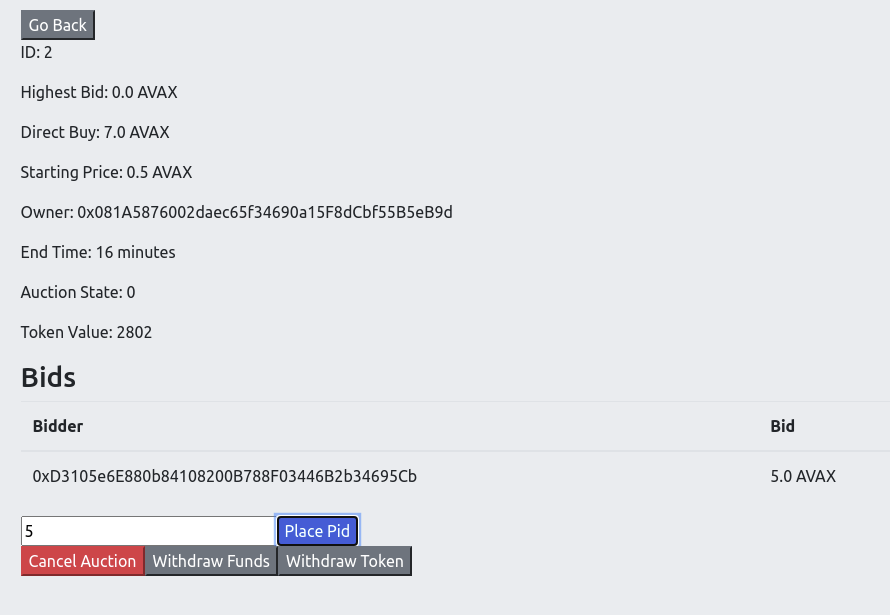 Go Back
ID: 2
Highest Bid: 0.0 AVAX
Direct Buy: 7.0 AVAX
Starting Price: 0.5 AVAX
Owner: 0x081A5876002daec65f34690a15F8dCbf55B5eB9d
End Time: 16 minutes
Auction State: 0
Token Value: 2802
Bids
Bidder Bid
0xD3105e6E880b84108200B788F03446B2b34695Cb 5.0 AVAX
5 Place Pid
Cancel Auction Withdraw Funds Withdraw Token